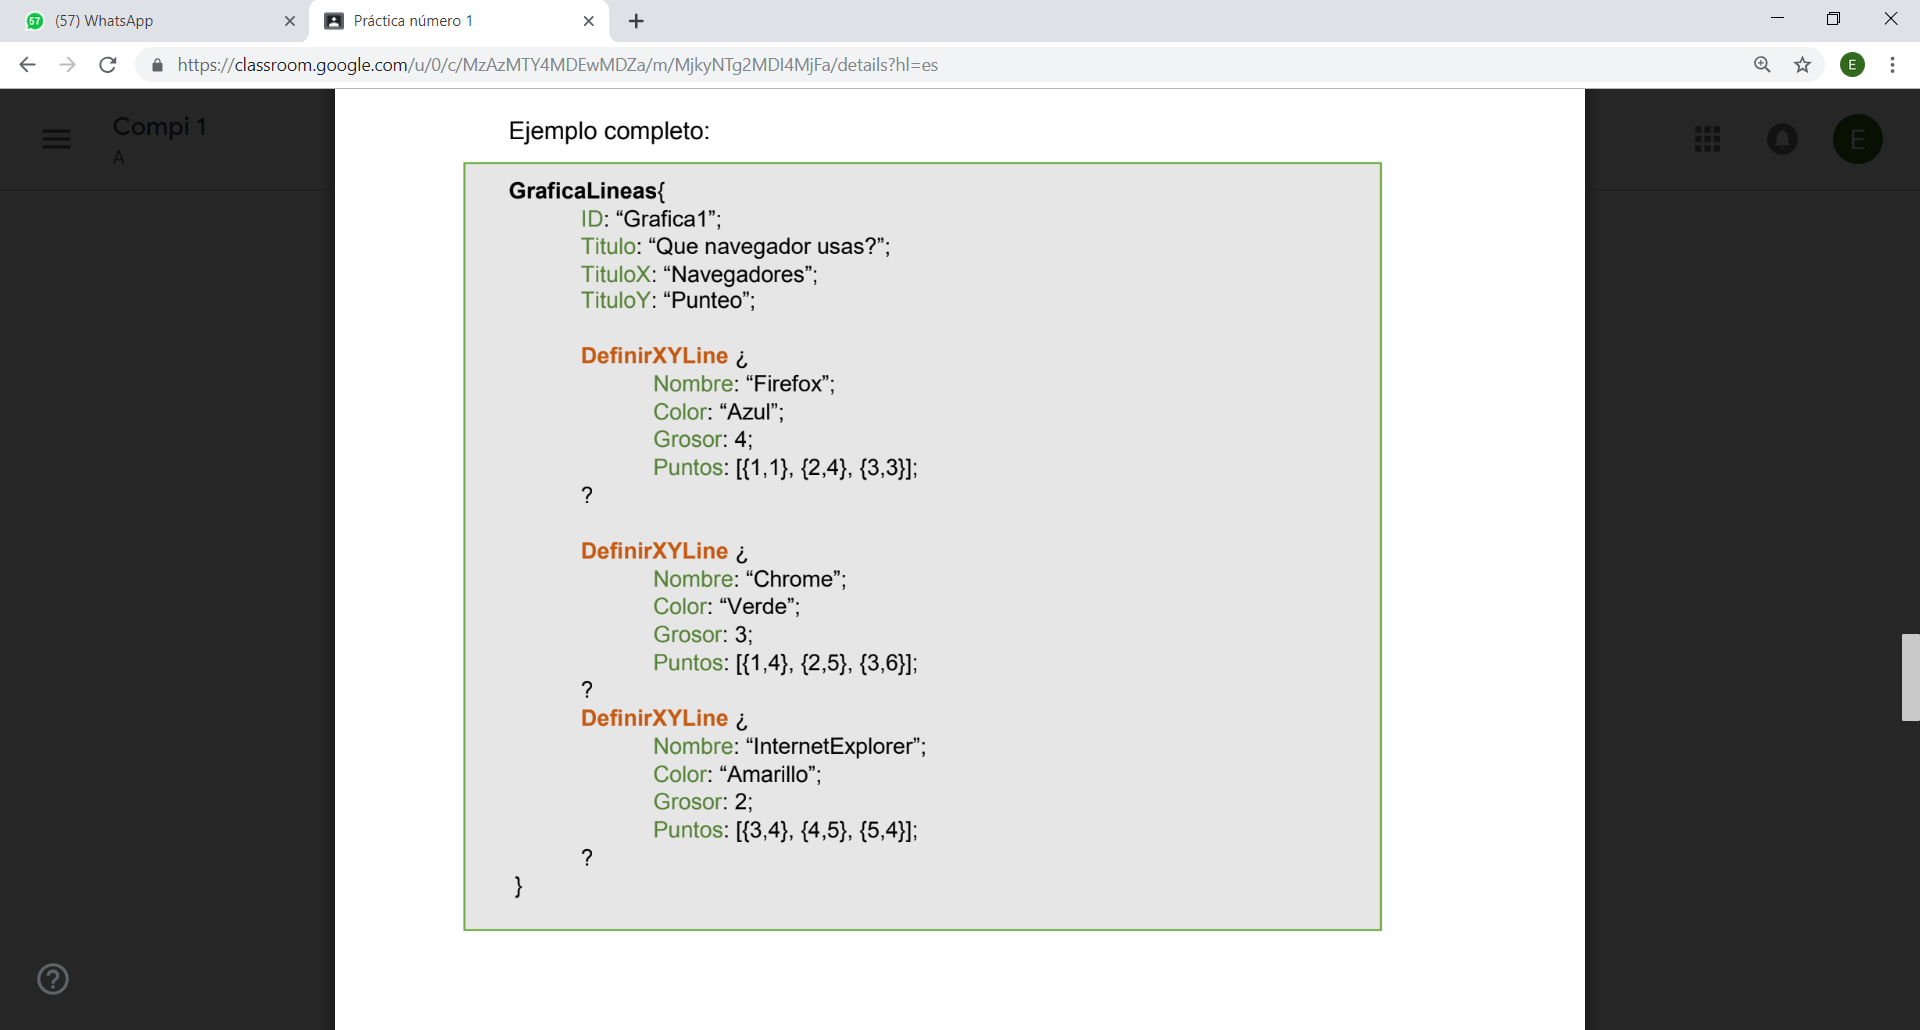 (57) WhatsApp
Práctica número 1
https://classroom.google.com/u/0/c/MzAzMTY4MDEwMDZa/m/MjkyNTg2MDI4MjFa/details?hl=es
E
Compi 1
A
E
Ejemplo completo:
GraficaLineas{
ID: “Grafica1”;
Titulo: “Que navegador usas?”;
TituloX: “Navegadores”;
TituloY: “Punteo”;
DefinirXYLine ¿
Nombre: “Firefox”;
Color: “Azul”;
Grosor: 4;
Puntos: [{1,1}, {2,4}, {3,3}];
?
DefinirXYLine ¿
Nombre: “Chrome”;
Color: “Verde”;
Grosor: 3;
Puntos: [{1,4}, {2,5}, {3,6}];
?
DefinirXYLine ¿
Nombre: “InternetExplorer”;
Color: “Amarillo”;
Grosor: 2;
Puntos: [{3,4}, {4,5}, {5,4}];
?
}